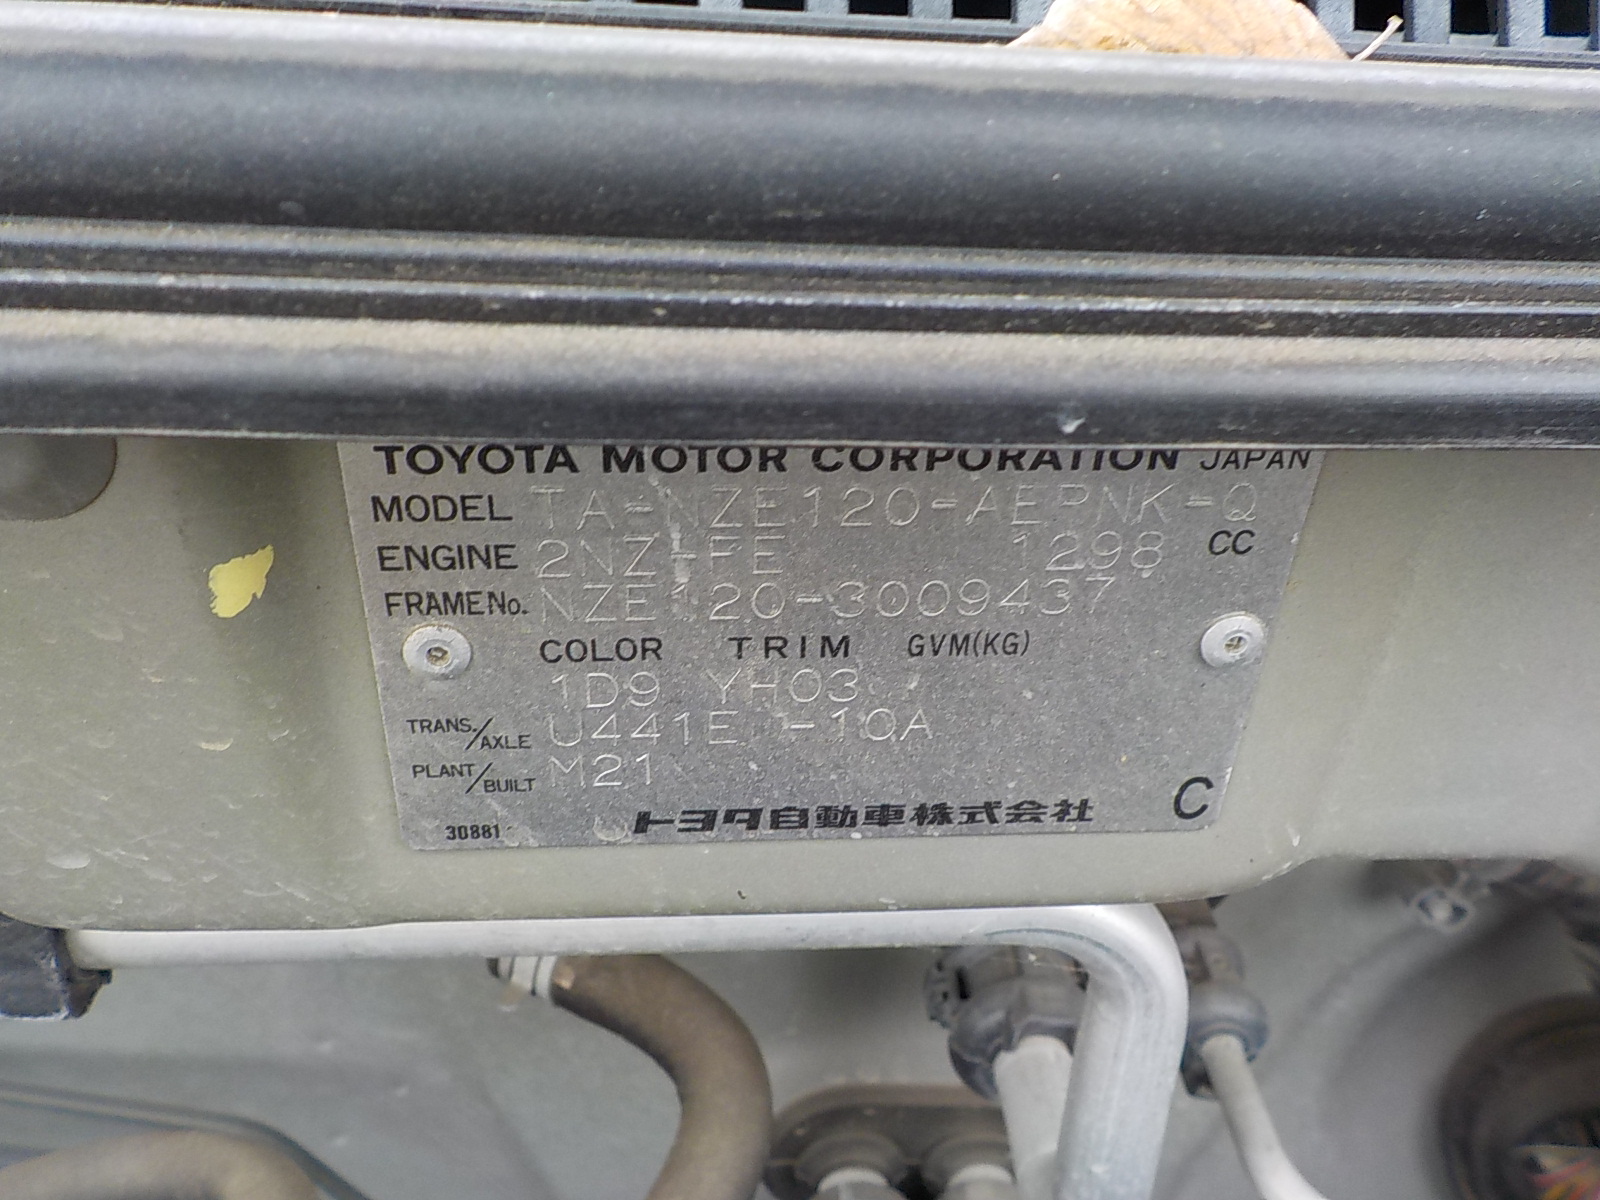 TOYOTA MOTOR CORPORATION JAPAN
MODEL TA-NZE120-AEPNK-Q
ENGINE 2NZ-FE 1298 CC
FRAME No. NZE120-3009437
COLOR TRIM GVM(KG)
1D9 YH03
TRANS./AXLE U441E -10A
PLANT/BUILT M21
30881 トヨタ自動車株式会社 C